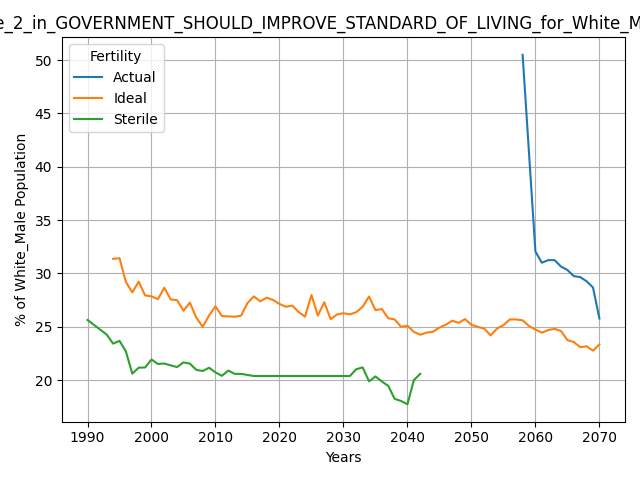 e_2_in_GOVERNMENT_SHOULD_IMPROVE_STANDARD_OF_LIVING_for_White_M
Fertility
Actual
Ideal
Sterile
% of White_Male Population
50
45
40
35
30
25
20
1990 2000 2010 2020 2030 2040 2050 2060 2070
Years